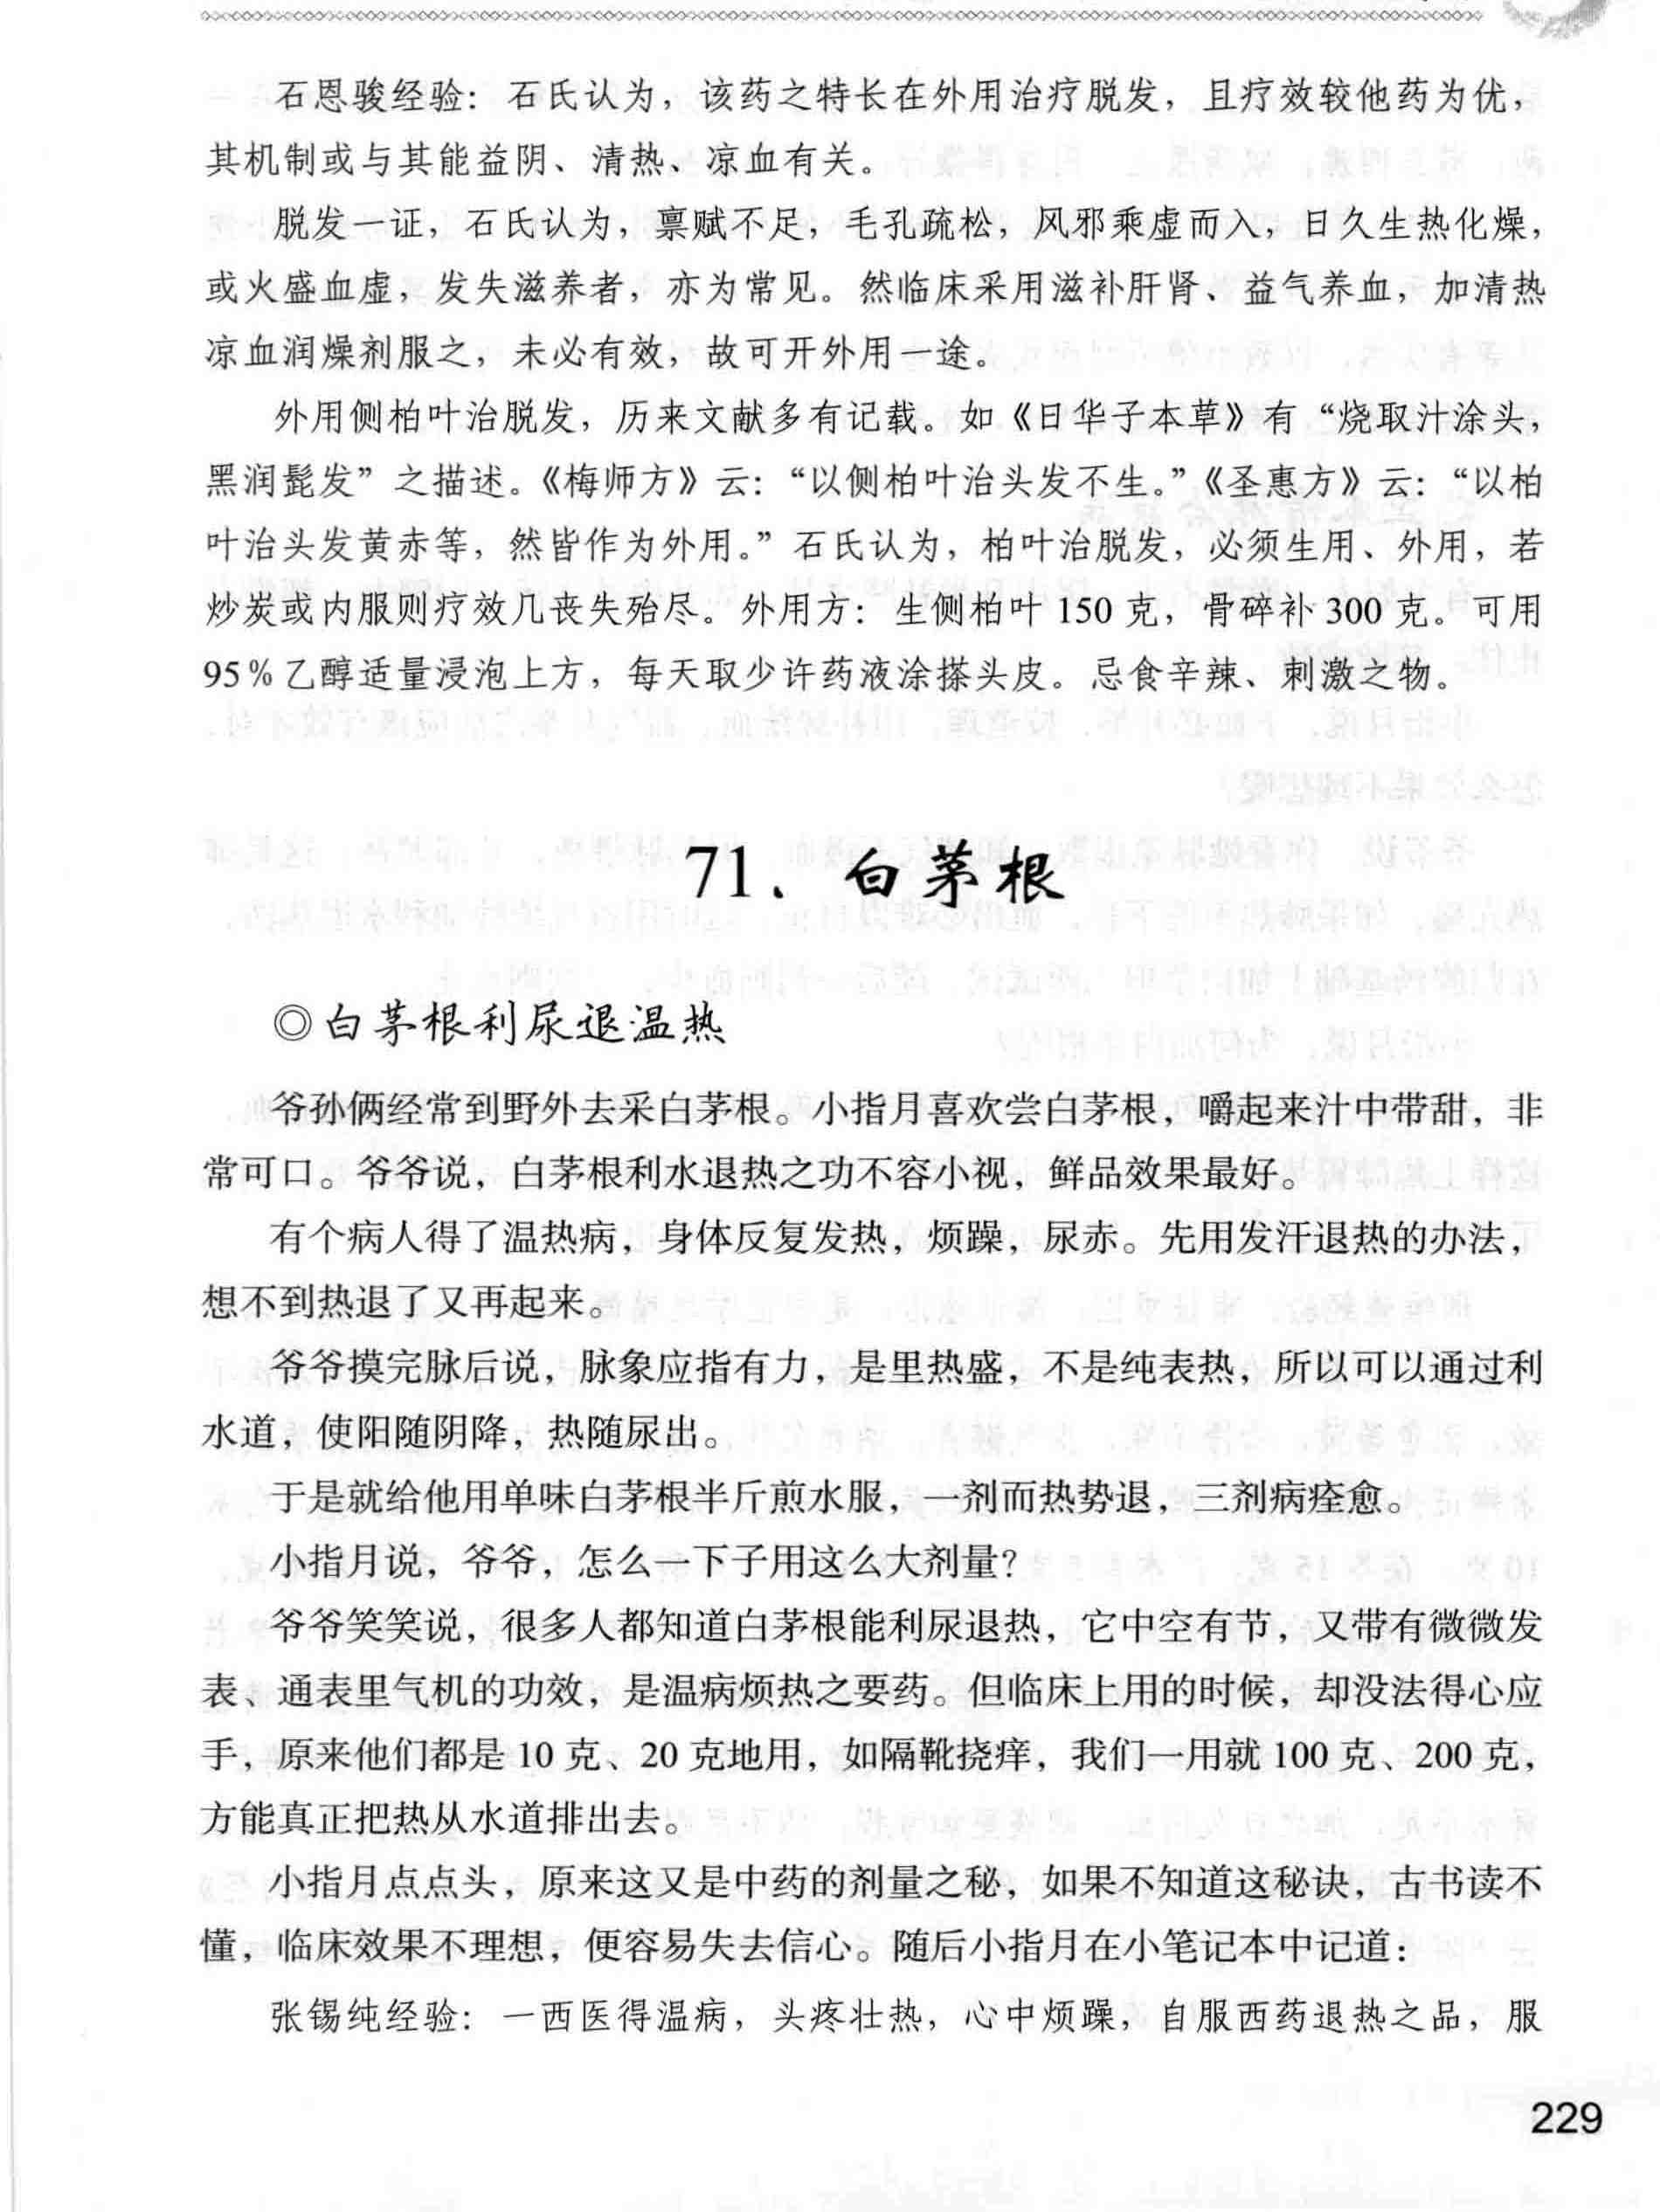 石恩骏经验：石氏认为，该药之特长在外用治疗脱发，且疗效较他药为优，
其机制或与其能益阴、清热、凉血有关。
脱发一证，石氏认为，禀赋不足，毛孔疏松，风邪乘虚而入，日久生热化燥，
或火盛血虚，发失滋养者，亦为常见。然临床采用滋补肝肾、益气养血，加清热
凉血润燥剂服之，未必有效，故可开外用一途。
外用侧柏叶治脱发，历来文献多有记载。如《日华子本草》有“烧取汁涂头，
黑润髭发”之描述。《梅师方》云：“以侧柏叶治头发不生。”《圣惠方》云：“以柏
叶治头发黄赤等，然皆作为外用。”石氏认为，柏叶治脱发，必须生用、外用，若
炒炭或内服则疗效几丧失殆尽。外用方：生侧柏叶 150 克，骨碎补 300 克。可用
95%乙醇适量浸泡上方，每天取少许药液涂搽头皮。忌食辛辣、刺激之物。
71、白茅根
◎白茅根利尿退温热
爷孙俩经常到野外去采白茅根。小指月喜欢尝白茅根，嚼起来汁中带甜，非
常可口。爷爷说，白茅根利水退热之功不容小视，鲜品效果最好。
有个病人得了温热病，身体反复发热，烦躁，尿赤。先用发汗退热的办法，
想不到热退了又再起来。
爷爷摸完脉后说，脉象应指有力，是里热盛，不是纯表热，所以可以通过利
水道，使阳随阴降，热随尿出。
于是就给他用单味白茅根半斤煎水服，一剂而热势退，三剂病痊愈。
小指月说，爷爷，怎么一下子用这么大剂量？
爷爷笑笑说，很多人都知道白茅根能利尿退热，它中空有节，又带有微微发
表、通表里气机的功效，是温病烦热之要药。但临床上用的时候，却没法得心应
手，原来他们都是 10 克、20 克地用，如隔靴挠痒，我们一用就 100 克、200 克，
方能真正把热从水道排出去。
小指月点点头，原来这又是中药的剂量之秘，如果不知道这秘诀，古书读不
懂，临床效果不理想，便容易失去信心。随后小指月在小笔记本中记道：
张锡纯经验：一西医得温病，头疼壮热，心中烦躁，自服西药退热之品，服
229